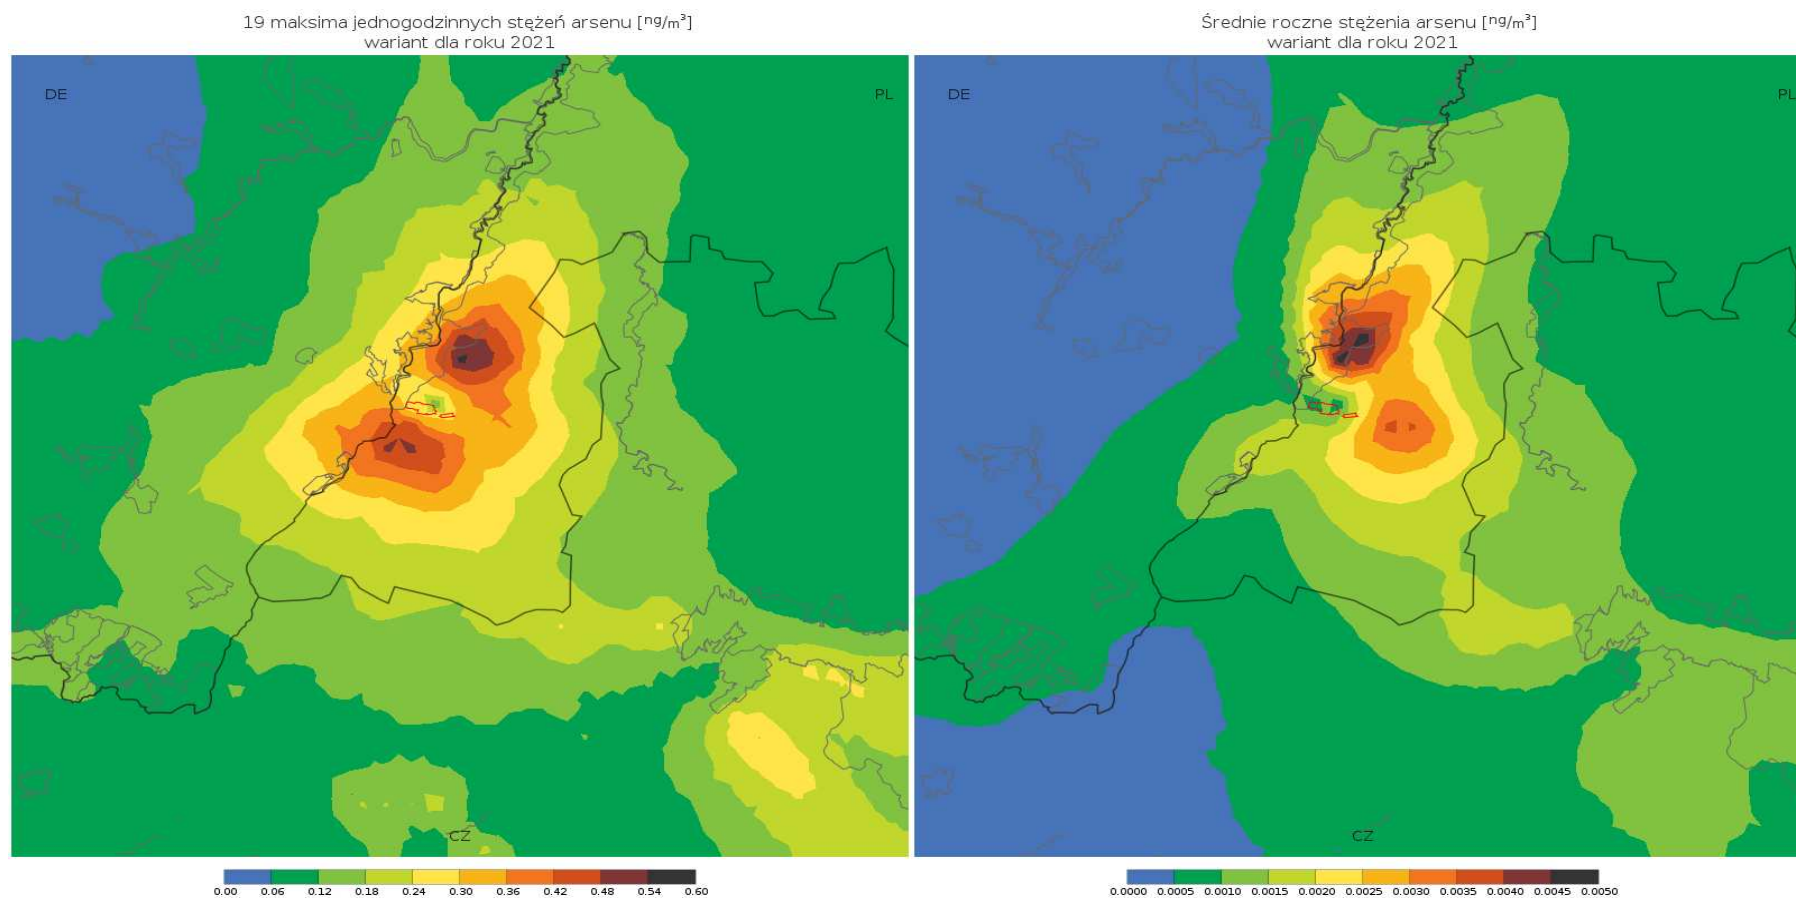 19 maksima jednogodzinnych stężeń arsenu [ng/m³]
wariant dla roku 2021
DE
PL
CZ
0.00 0.06 0.12 0.18 0.24 0.30 0.36 0.42 0.48 0.54 0.60
Średnie roczne stężenia arsenu [ng/m³]
wariant dla roku 2021
DE
PL
CZ
0.0000 0.0005 0.0010 0.0015 0.0020 0.0025 0.0030 0.0035 0.0040 0.0045 0.0050